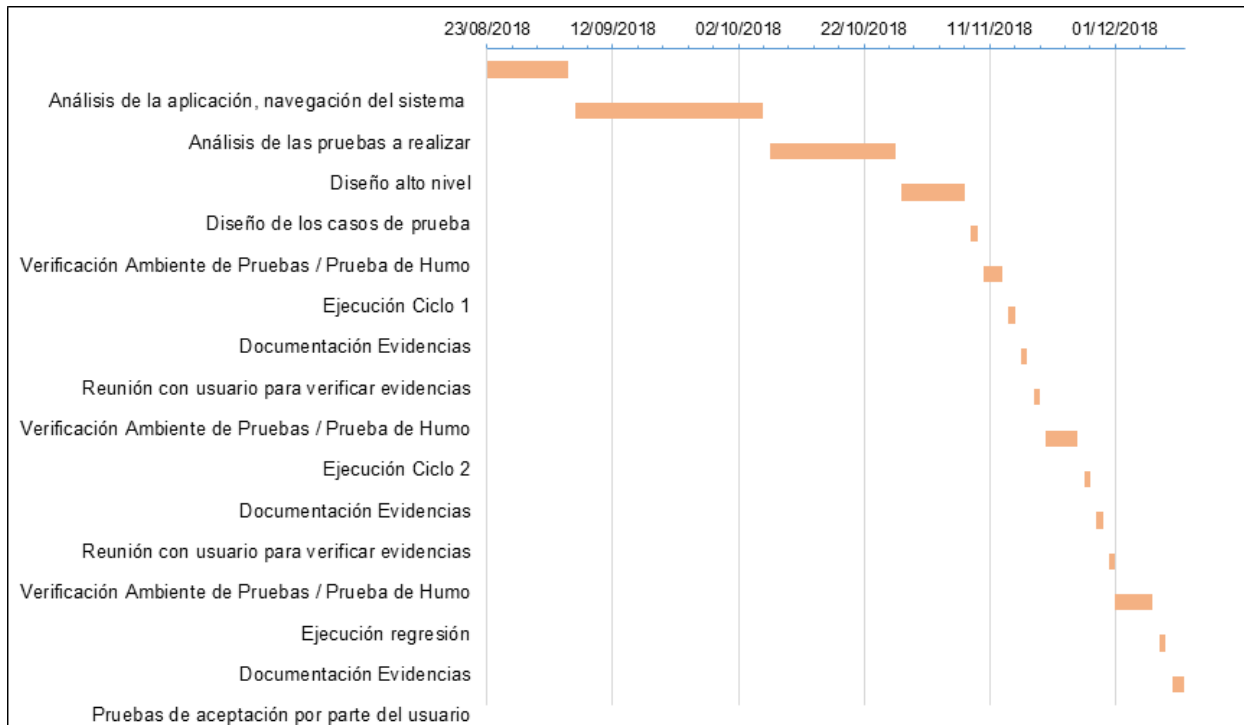 23/08/2018 12/09/2018 02/10/2018 22/10/2018 11/11/2018 01/12/2018
Análisis de la aplicación, navegación del sistema
Análisis de las pruebas a realizar
Diseño alto nivel
Diseño de los casos de prueba
Verificación Ambiente de Pruebas / Prueba de Humo
Ejecución Ciclo 1
Documentación Evidencias
Reunión con usuario para verificar evidencias
Verificación Ambiente de Pruebas / Prueba de Humo
Ejecución Ciclo 2
Documentación Evidencias
Reunión con usuario para verificar evidencias
Verificación Ambiente de Pruebas / Prueba de Humo
Ejecución regresión
Documentación Evidencias
Pruebas de aceptación por parte del usuario